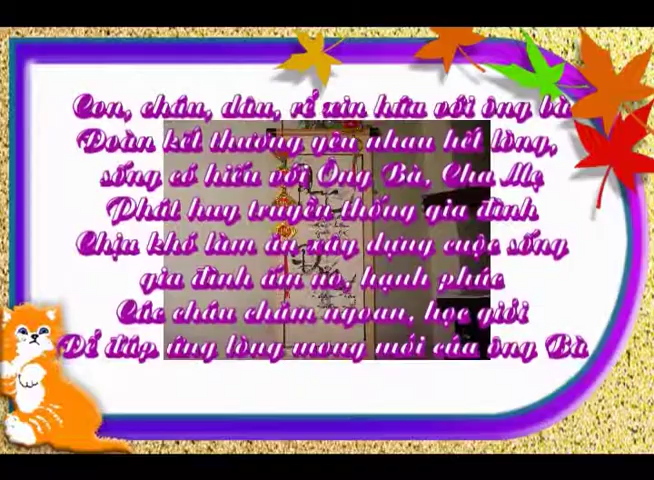 Con, cháu, dâu, rể xin hứa với ông bà
Đoàn kết thương yêu nhau hết lòng,
sống có hiếu với Ông Bà, Cha Mẹ
Phát huy truyền thống gia đình
Chịu khó làm ăn xây dựng cuộc sống
gia đình ấm no, hạnh phúc
Các cháu chăm ngoan, học giỏi
Để đáp ứng lòng mong mỏi của ông Bà